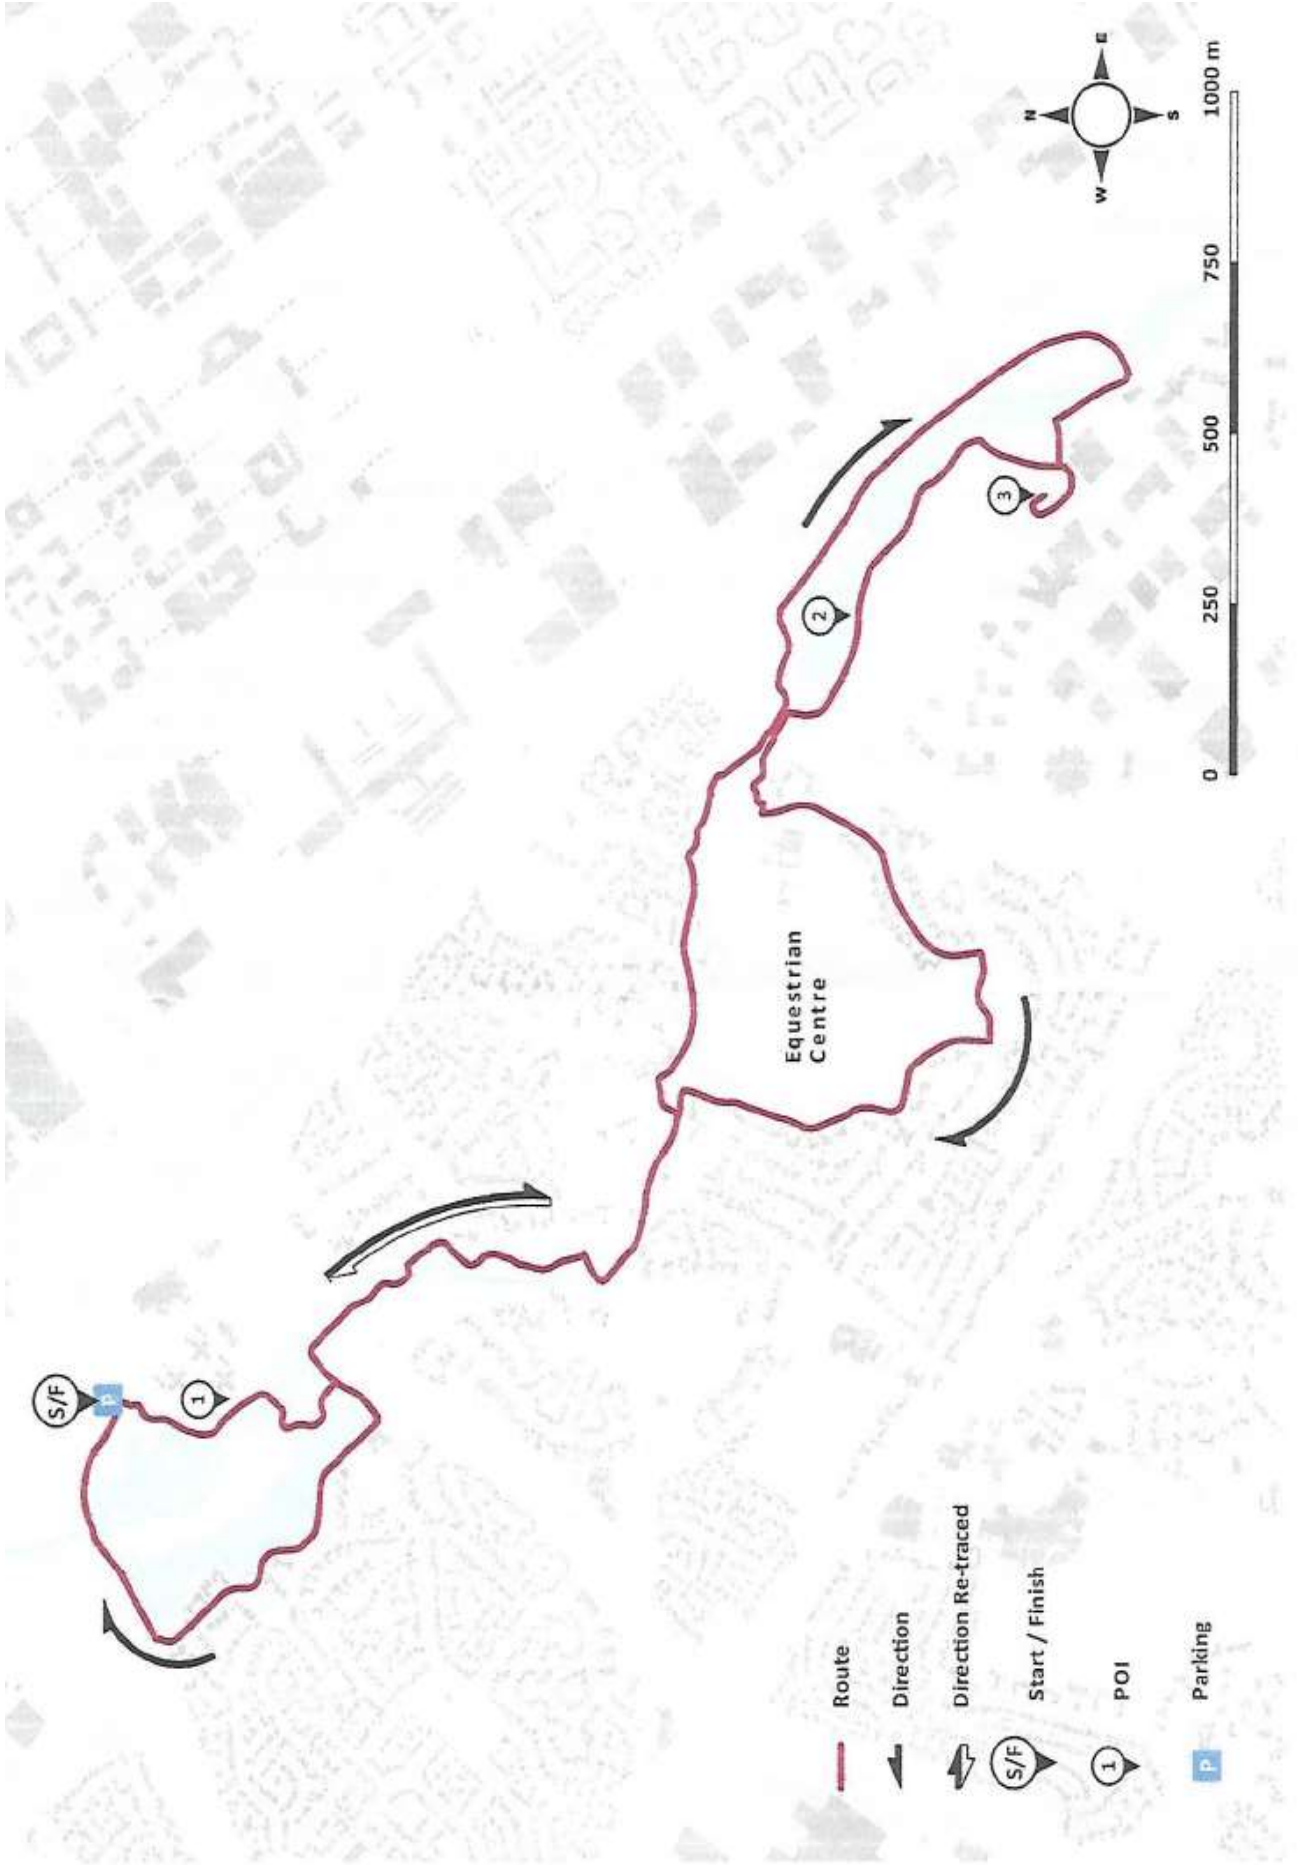 S/F
P
1
Equestrian
Centre
2
3
N
W
E
S
0
250
500
750
1000 m
Route
Direction
Direction Re-traced
S/F
Start / Finish
1
POI
P
Parking